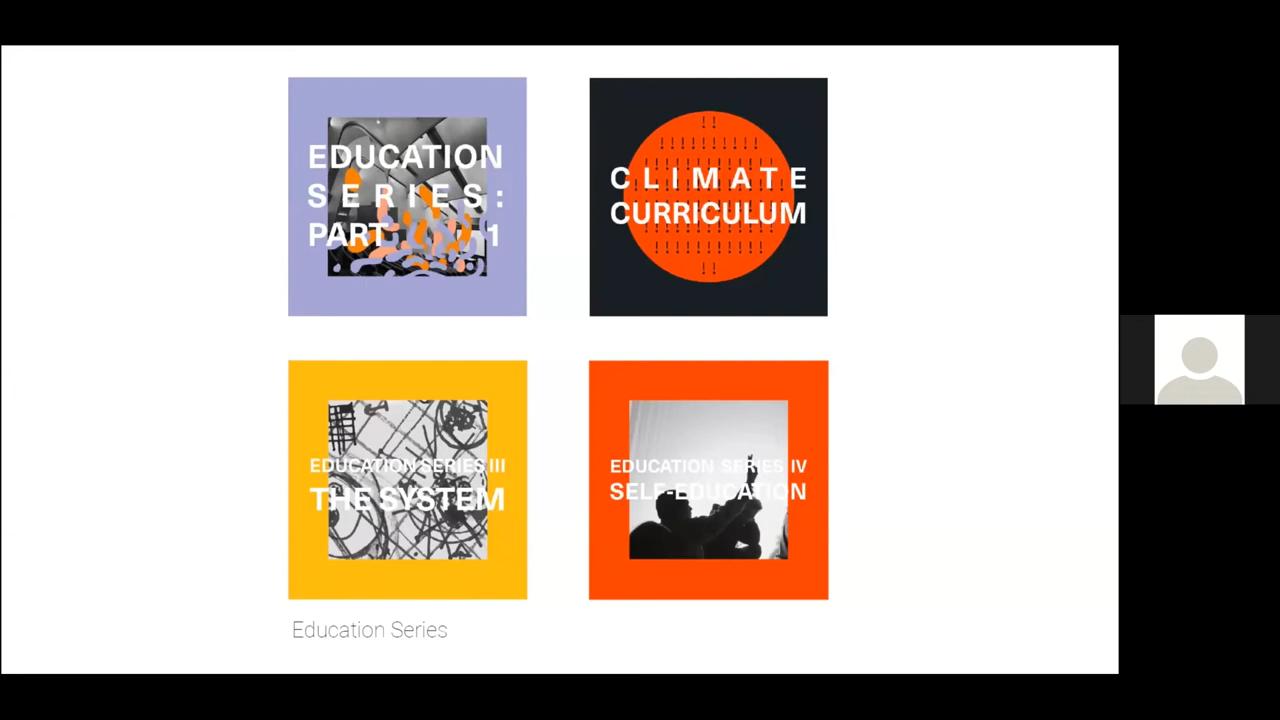 EDUCATION
SERIES:
PART 1
CLIMATE
CURRICULUM
EDUCATION SERIES III
THE SYSTEM
EDUCATION SERIES IV
SELF-EDUCATION
Education Series